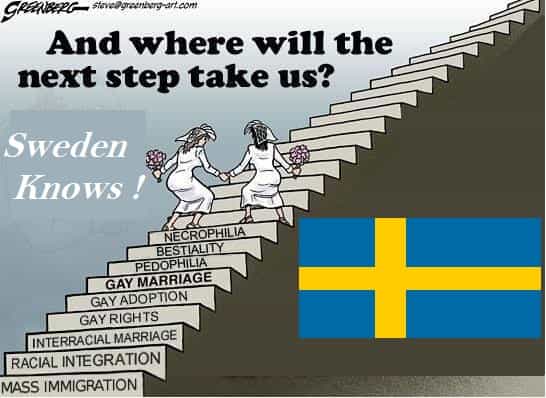 GREENBERG— steve@greenberg-art.com
And where will the
next step take us?
Sweden
Knows !
NECROPHILIA
BESTIALITY
PEDOPHILIA
GAY MARRIAGE
GAY ADOPTION
GAY RIGHTS
INTERRACIAL MARRIAGE
RACIAL INTEGRATION
MASS IMMIGRATION